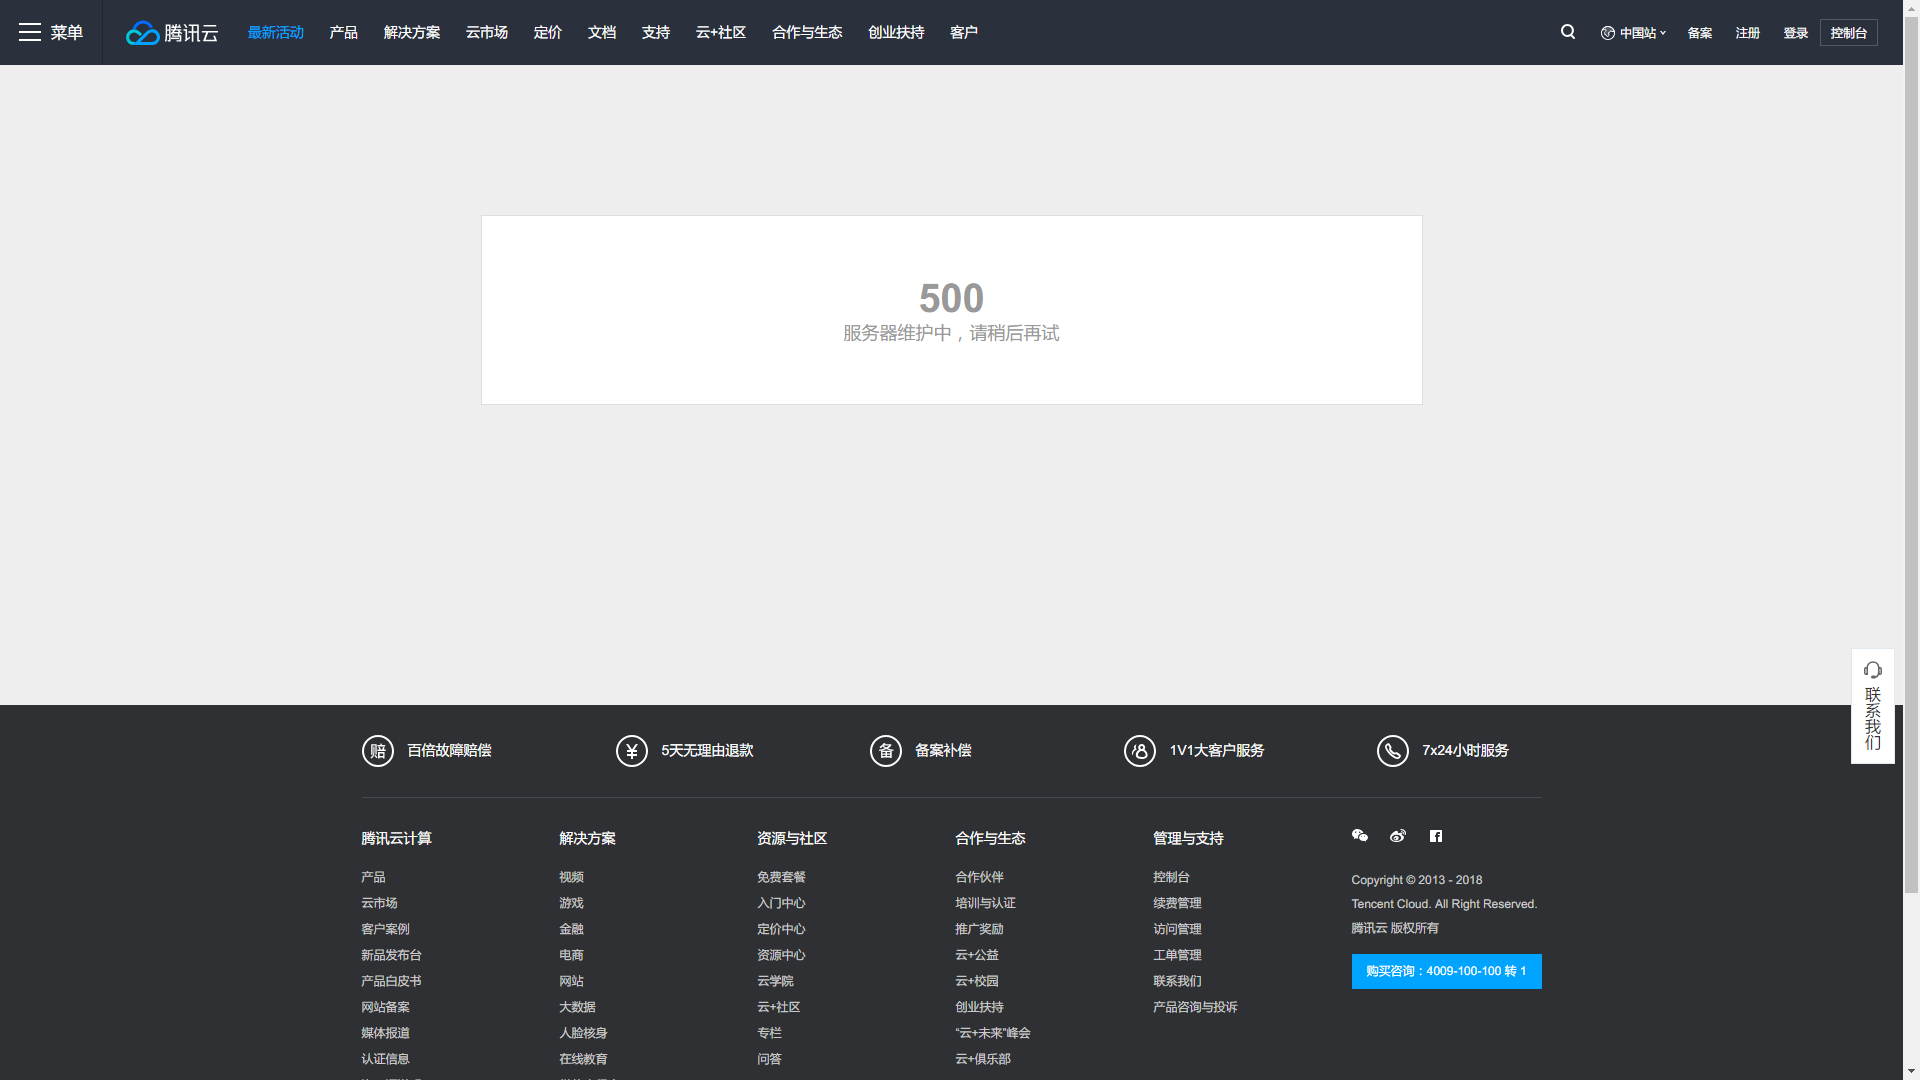 菜单
腾讯云
最新活动 产品 解决方案 云市场 定价 文档 支持 云+社区 合作与生态 创业扶持 客户
中国站 备案 注册 登录 控制台
500
服务器维护中，请稍后再试
联系我们
赔 百倍故障赔偿
¥ 5天无理由退款
备 备案补偿
1V1大客户服务
7x24小时服务
腾讯云计算
产品
云市场
客户案例
新品发布台
产品白皮书
网站备案
媒体报道
认证信息
解决方案
视频
游戏
金融
电商
网站
大数据
人脸核身
在线教育
资源与社区
免费套餐
入门中心
定价中心
资源中心
云学院
云+社区
专栏
问答
合作与生态
合作伙伴
培训与认证
推广奖励
云+公益
云+校园
创业扶持
“云+未来”峰会
云+俱乐部
管理与支持
控制台
续费管理
访问管理
工单管理
联系我们
产品咨询与投诉
Copyright © 2013 - 2018
Tencent Cloud. All Right Reserved.
腾讯云 版权所有
购买咨询：4009-100-100 转 1